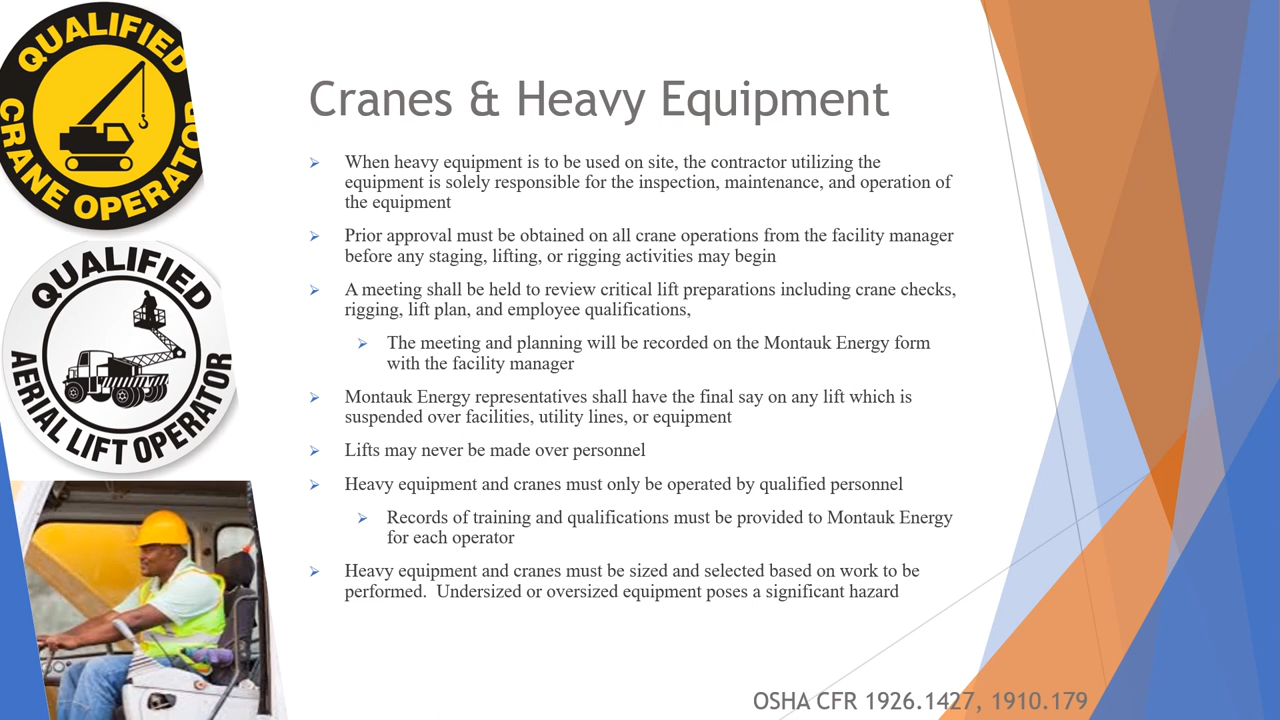 QUALIFIED
CRANE OPERATOR
QUALIFIED
AERIAL LIFT OPERATOR
Cranes & Heavy Equipment
When heavy equipment is to be used on site, the contractor utilizing the
equipment is solely responsible for the inspection, maintenance, and operation of
the equipment
Prior approval must be obtained on all crane operations from the facility manager
before any staging, lifting, or rigging activities may begin
A meeting shall be held to review critical lift preparations including crane checks,
rigging, lift plan, and employee qualifications,
The meeting and planning will be recorded on the Montauk Energy form
with the facility manager
Montauk Energy representatives shall have the final say on any lift which is
suspended over facilities, utility lines, or equipment
Lifts may never be made over personnel
Heavy equipment and cranes must only be operated by qualified personnel
Records of training and qualifications must be provided to Montauk Energy
for each operator
Heavy equipment and cranes must be sized and selected based on work to be
performed.  Undersized or oversized equipment poses a significant hazard
OSHA CFR 1926.1427, 1910.179